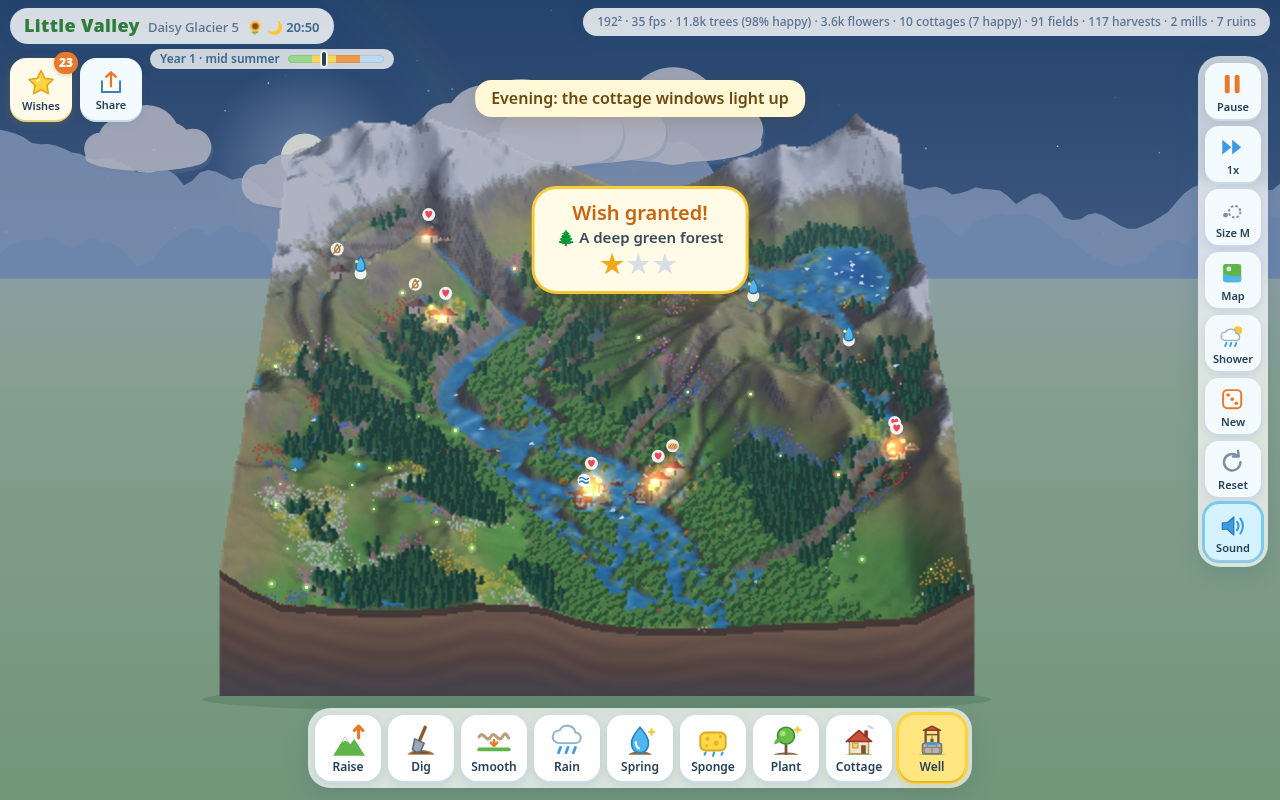 Little Valley Daisy Glacier 5 20:50
192² · 35 fps · 11.8k trees (98% happy) · 3.6k flowers · 10 cottages (7 happy) · 91 fields · 117 harvests · 2 mills · 7 ruins
Year 1 · mid summer
23
Wishes
Share
Evening: the cottage windows light up
Wish granted!
A deep green forest
Pause
1x
Size M
Map
Shower
New
Reset
Sound
Raise
Dig
Smooth
Rain
Spring
Sponge
Plant
Cottage
Well